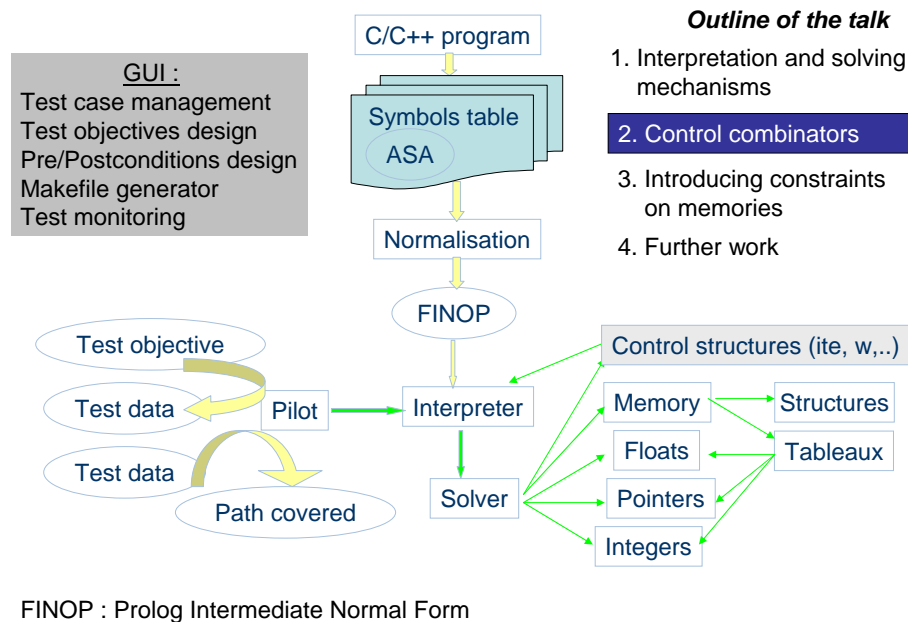 C/C++ program
GUI :
Test case management
Test objectives design
Pre/Postconditions design
Makefile generator
Test monitoring
Symbols table
ASA
Normalisation
FINOP
Outline of the talk
1. Interpretation and solving
mechanisms
2. Control combinators
3. Introducing constraints
on memories
4. Further work
Test objective
Test data
Pilot
Test data
Path covered
Interpreter
Solver
Control structures (ite, w,..)
Memory
Structures
Floats
Tableaux
Pointers
Integers
FINOP : Prolog Intermediate Normal Form